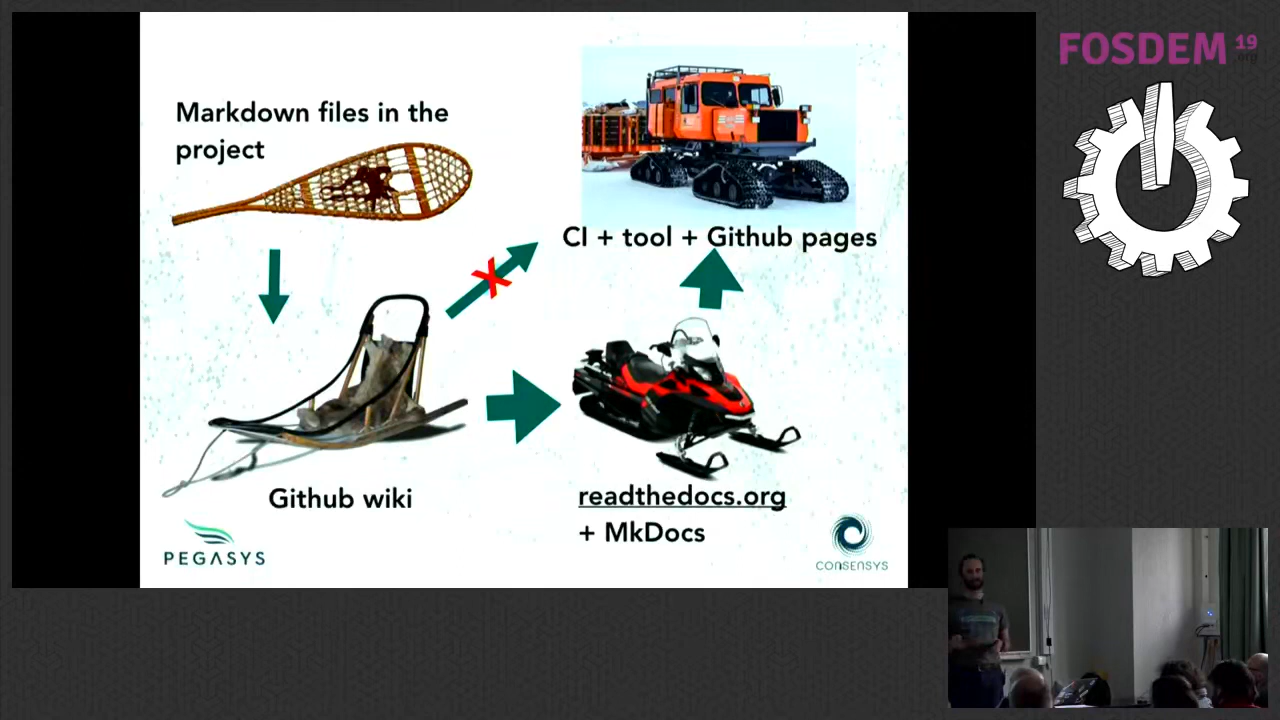 Markdown files in the
project
CI + tool + Github pages
Github wiki
readthedocs.org
+ MkDocs
PEGASYS
CONSENSYS
FOSDEM 19
.org